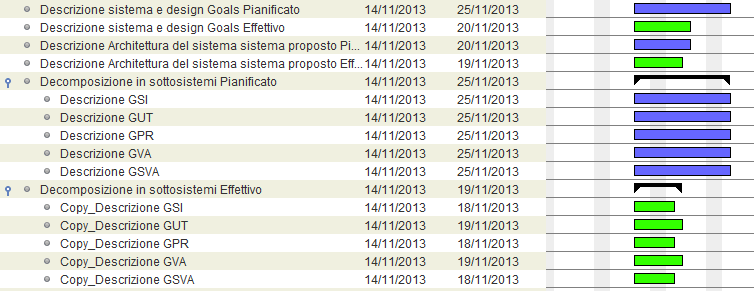 Descrizione sistema e design Goals Pianificato 14/11/2013 25/11/2013
Descrizione sistema e design Goals Effettivo 14/11/2013 20/11/2013
Descrizione Architettura del sistema sistema proposto Pi... 14/11/2013 20/11/2013
Descrizione Architettura del sistema sistema proposto Eff... 14/11/2013 19/11/2013
Decomposizione in sottosistemi Pianificato 14/11/2013 25/11/2013
Descrizione GSI 14/11/2013 25/11/2013
Descrizione GUT 14/11/2013 25/11/2013
Descrizione GPR 14/11/2013 25/11/2013
Descrizione GVA 14/11/2013 25/11/2013
Descrizione GSVA 14/11/2013 25/11/2013
Decomposizione in sottosistemi Effettivo 14/11/2013 19/11/2013
Copy_Descrizione GSI 14/11/2013 18/11/2013
Copy_Descrizione GUT 14/11/2013 19/11/2013
Copy_Descrizione GPR 14/11/2013 18/11/2013
Copy_Descrizione GVA 14/11/2013 19/11/2013
Copy_Descrizione GSVA 14/11/2013 18/11/2013